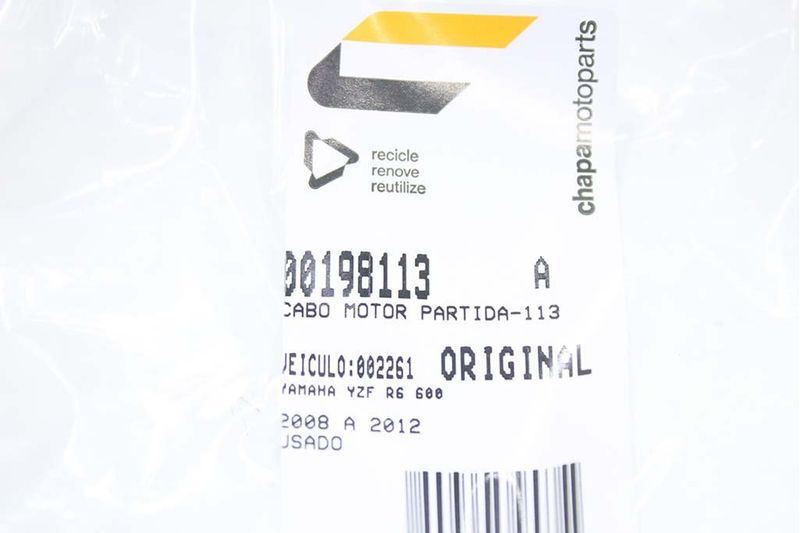 chapamotoparts
recicle
renove
reutilize
00198113 A
CABO MOTOR PARTIDA-113
VEICULO:002261 ORIGINAL
YAMAHA YZF R6 600
2008 A 2012
USADO